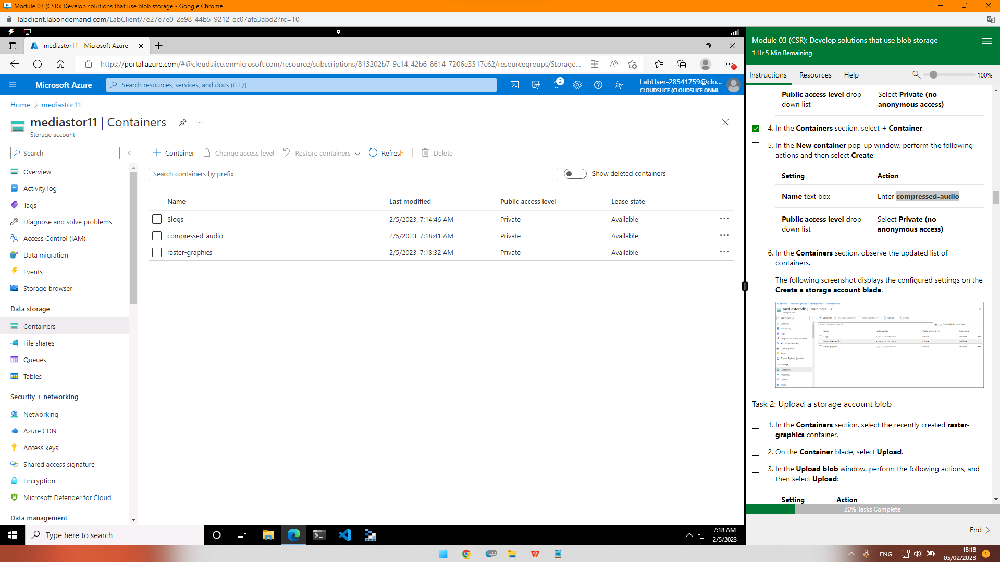 Module 03 (CSR): Develop solutions that use blob storage - Google Chrome
labclient.labondemand.com/LabClient/7e27e7e0-2e98-44b5-9212-ec07afa3abd2?rc=10
mediastor11 - Microsoft Azure
https://portal.azure.com/#@cloudslice.onmicrosoft.com/resource/subscriptions/813202b7-9c14-42b6-8614-7206e3317c62/resourcegroups/Storage...
Microsoft Azure
Search resources, services, and docs (G+/)
2
LabUser-28541759@clo...
CLOUDSLICE (CLOUDSLICE.ONMI...
Home > mediastor11
mediastor11 | Containers
Storage account
Search
Overview
Activity log
Tags
Diagnose and solve problems
Access Control (IAM)
Data migration
Events
Storage browser
Data storage
Containers
File shares
Queues
Tables
Security + networking
Networking
Azure CDN
Access keys
Shared access signature
Encryption
Microsoft Defender for Cloud
Data management
+ Container Change access level Restore containers Refresh Delete
Search containers by prefix
Show deleted containers
Name Last modified Public access level Lease state
$logs 2/5/2023, 7:14:46 AM Private Available
compressed-audio 2/5/2023, 7:18:41 AM Private Available
raster-graphics 2/5/2023, 7:18:32 AM Private Available
Type here to search
7:18 AM
2/5/2023
Module 03 (CSR): Develop solutions that use blob storage
1 Hr 5 Min Remaining
Instructions Resources Help
100%
Public access level drop-
down list
Select Private (no
anonymous access)
4. In the Containers section, select + Container.
5. In the New container pop-up window, perform the following
actions and then select Create:
Setting Action
Name text box Enter compressed-audio
Public access level drop-
down list
Select Private (no
anonymous access)
6. In the Containers section, observe the updated list of
containers.
The following screenshot displays the configured settings on the
Create a storage account blade.
mediastorcdk | Containers
Task 2: Upload a storage account blob
1. In the Containers section, select the recently created raster-
graphics container.
2. On the Container blade, select Upload.
3. In the Upload blob window, perform the following actions, and
then select Upload:
Setting Action
20% Tasks Complete
End
22
ENG
18:18
05/02/2023
1